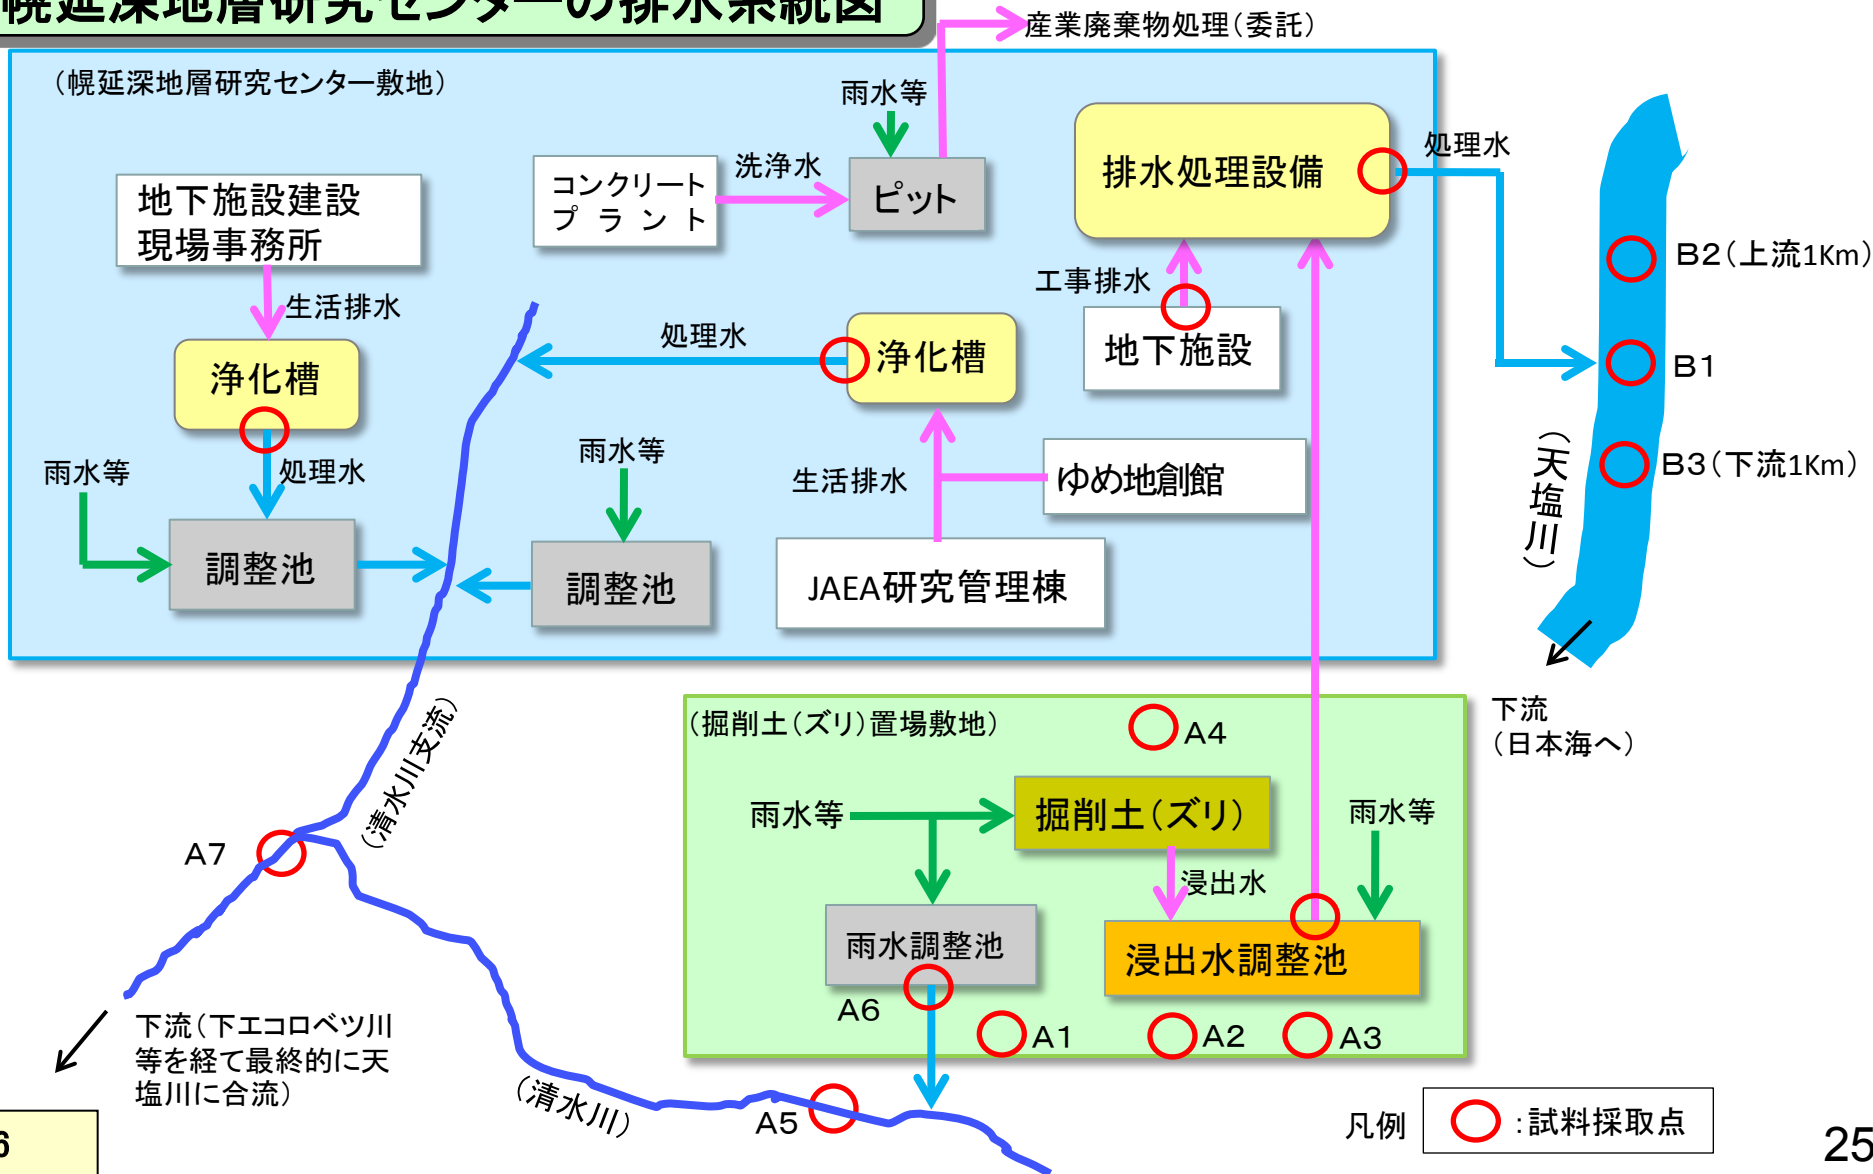 幌延深地層研究センターの排水系統図
産業廃棄物処理(委託)
(幌延深地層研究センター敷地)
雨水等
処理水
コンクリート
プラント
洗浄水
ピット
排水処理設備
地下施設建設
現場事務所
B2(上流1Km)
工事排水
生活排水
処理水
浄化槽
地下施設
浄化槽
B1
雨水等
雨水等
処理水
生活排水
ゆめ地創館
B3(下流1Km)
(天塩川)
調整池
調整池
JAEA研究管理棟
(清水川支流)
(掘削土(ズリ)置場敷地)
A4
下流
(日本海へ)
雨水等
掘削土(ズリ)
雨水等
A7
浸出水
雨水調整池
浸出水調整池
A6
A1
A2
A3
下流(下エコロベツ川
等を経て最終的に天
塩川に合流)
(清水川)
A5
凡例
:試料採取点
6
25